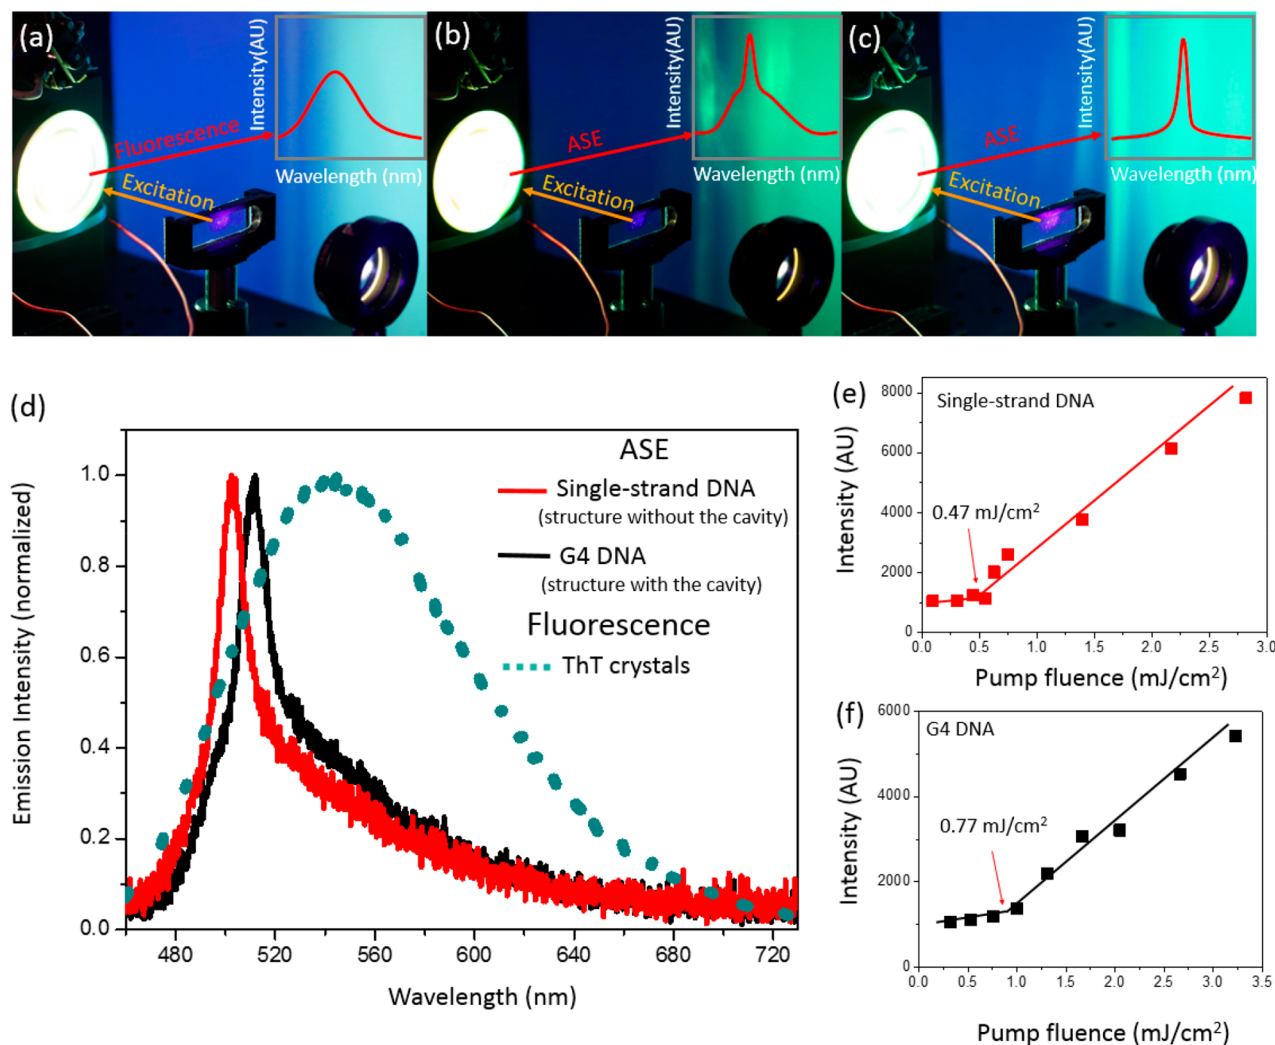 (a)
Intensity(AU)
Fluorescence
Excitation
Wavelength (nm)
(b)
Intensity(AU)
ASE
Excitation
Wavelength (nm)
(c)
Intensity(AU)
ASE
Excitation
Wavelength (nm)
(d)
Emission Intensity (normalized)
1.0
0.8
0.6
0.4
0.2
0.0
480 520 560 600 640 680 720
Wavelength (nm)
ASE
Single-strand DNA
(structure without the cavity)
G4 DNA
(structure with the cavity)
Fluorescence
ThT crystals
(e)
Intensity (AU)
8000
6000
4000
2000
0
Single-strand DNA
0.47 mJ/cm²
0.0 0.5 1.0 1.5 2.0 2.5 3.0
Pump fluence (mJ/cm²)
(f)
Intensity (AU)
6000
4000
2000
0
G4 DNA
0.77 mJ/cm²
0.0 0.5 1.0 1.5 2.0 2.5 3.0 3.5
Pump fluence (mJ/cm²)